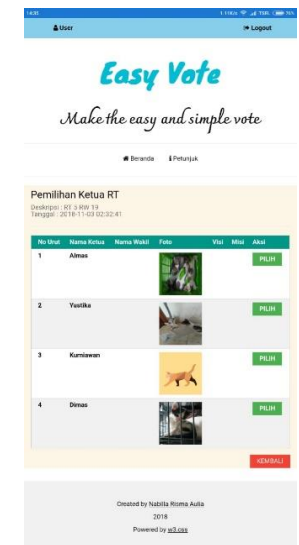 User Logout
Easy Vote
Make the easy and simple vote
Beranda Petunjuk
Pemilihan Ketua RT
Deskripsi : RT 5 RW 19
Tanggal : 2018-11-03 02:32:41
No Urut Nama Ketua Nama Wakil Foto Visi Misi Aksi
1 Almas PILIH
2 Yustika PILIH
3 Kurniawan PILIH
4 Dimas PILIH
KEMBALI
Created by Nabilla Risma Aulia
2018
Powered by w3.css